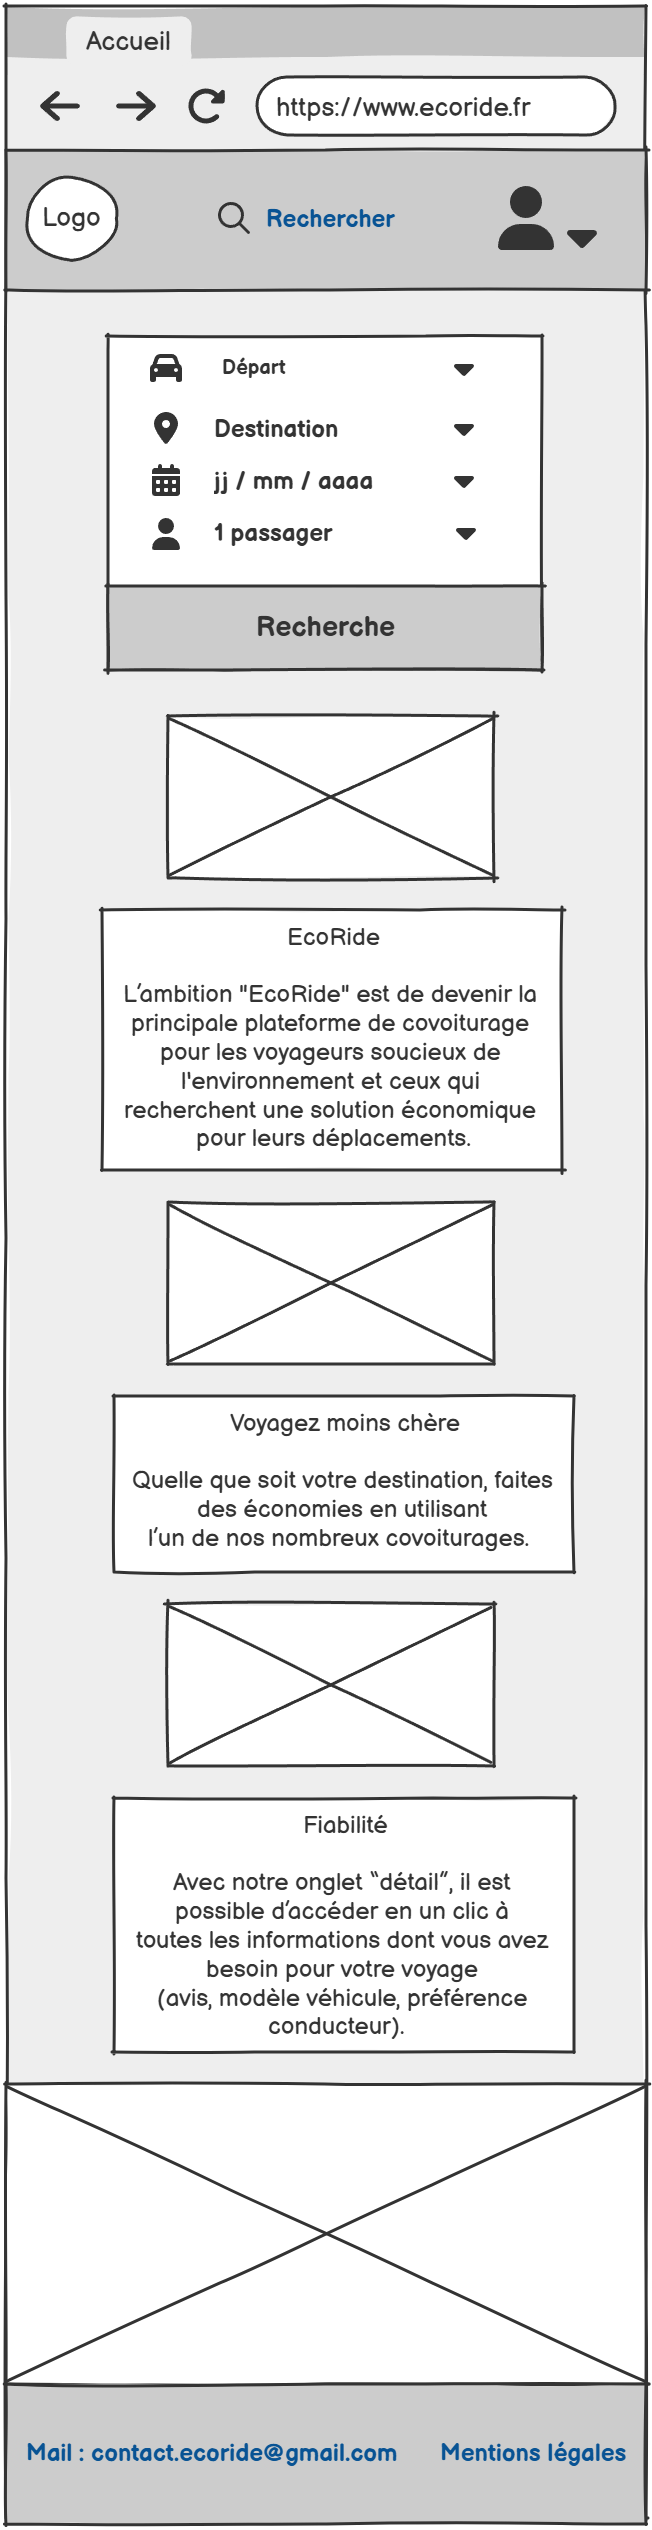 Accueil
https://www.ecoride.fr
Logo
Rechercher
Départ
Destination
jj / mm / aaaa
1 passager
Recherche
EcoRide
L’ambition "EcoRide" est de devenir la
principale plateforme de covoiturage
pour les voyageurs soucieux de
l'environnement et ceux qui
recherchent une solution économique
pour leurs déplacements.
Voyagez moins chère
Quelle que soit votre destination, faites
des économies en utilisant
l’un de nos nombreux covoiturages.
Fiabilité
Avec notre onglet “détail”, il est
possible d’accéder en un clic à
toutes les informations dont vous avez
besoin pour votre voyage
(avis, modèle véhicule, préférence
conducteur).
Mail : contact.ecoride@gmail.com
Mentions légales